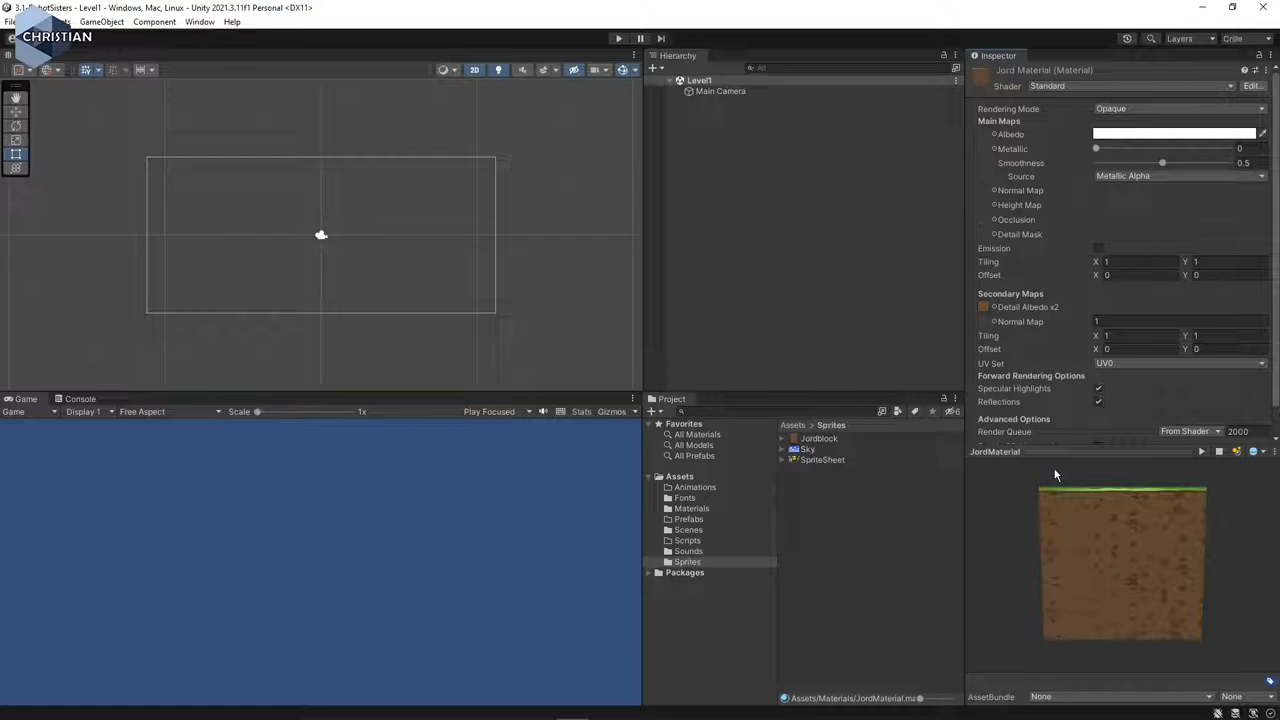 Sisters - Level1 - Windows, Mac, Linux - Unity 2021.3.11f1 Personal <DX11>
GameObject Component Window Help
CHRISTIAN
Layers Crille
2D
Hierarchy
All
Level1
Main Camera
Inspector
Jord Material (Material)
Shader Standard Edit...
Rendering Mode Opaque
Main Maps
Albedo
Metallic 0
Smoothness 0.5
Source Metallic Alpha
Normal Map
Height Map
Occlusion
Detail Mask
Emission
Tiling X 1 Y 1
Offset X 0 Y 0
Secondary Maps
Detail Albedo x2
Normal Map 1
Tiling X 1 Y 1
Offset X 0 Y 0
UV Set UV0
Forward Rendering Options
Specular Highlights
Reflections
Advanced Options
Render Queue From Shader 2000
JordMaterial
AssetBundle None None
Game Console
Game Display 1 Free Aspect Scale 1x Play Focused Stats Gizmos
Project
6
Favorites
All Materials
All Models
All Prefabs
Assets
Animations
Fonts
Materials
Prefabs
Scenes
Scripts
Sounds
Sprites
Packages
Assets > Sprites
Jordblock
Sky
SpriteSheet
Assets/Materials/JordMaterial.ma